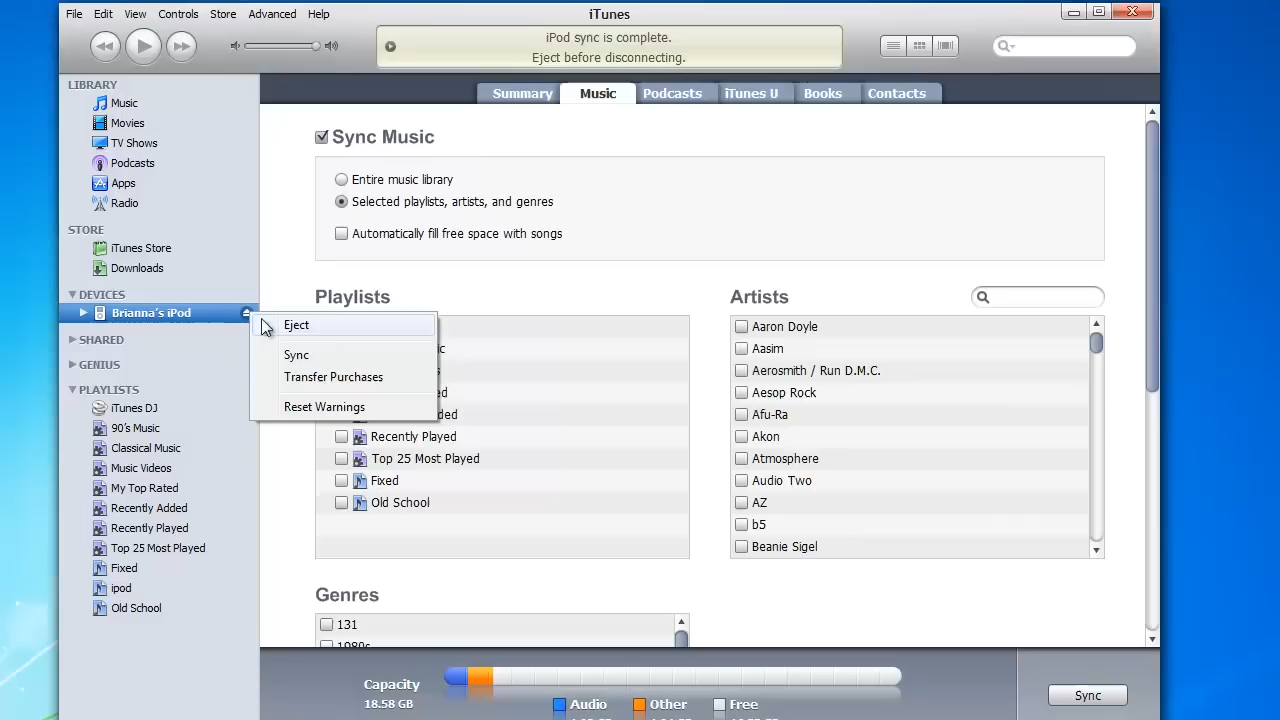 File Edit View Controls Store Advanced Help
iTunes
iPod sync is complete.
Eject before disconnecting.
LIBRARY
Music
Movies
TV Shows
Podcasts
Apps
Radio
STORE
iTunes Store
Downloads
DEVICES
Brianna's iPod
SHARED
GENIUS
PLAYLISTS
iTunes DJ
90's Music
Classical Music
Music Videos
My Top Rated
Recently Added
Recently Played
Top 25 Most Played
Fixed
ipod
Old School
Eject
Sync
Transfer Purchases
Reset Warnings
Summary Music Podcasts iTunes U Books Contacts
Sync Music
Entire music library
Selected playlists, artists, and genres
Automatically fill free space with songs
Playlists
Recently Played
Top 25 Most Played
Fixed
Old School
Artists
Aaron Doyle
Aasim
Aerosmith / Run D.M.C.
Aesop Rock
Afu-Ra
Akon
Atmosphere
Audio Two
AZ
b5
Beanie Sigel
Genres
131
1980s
Capacity
18.58 GB
Audio Other Free
Sync